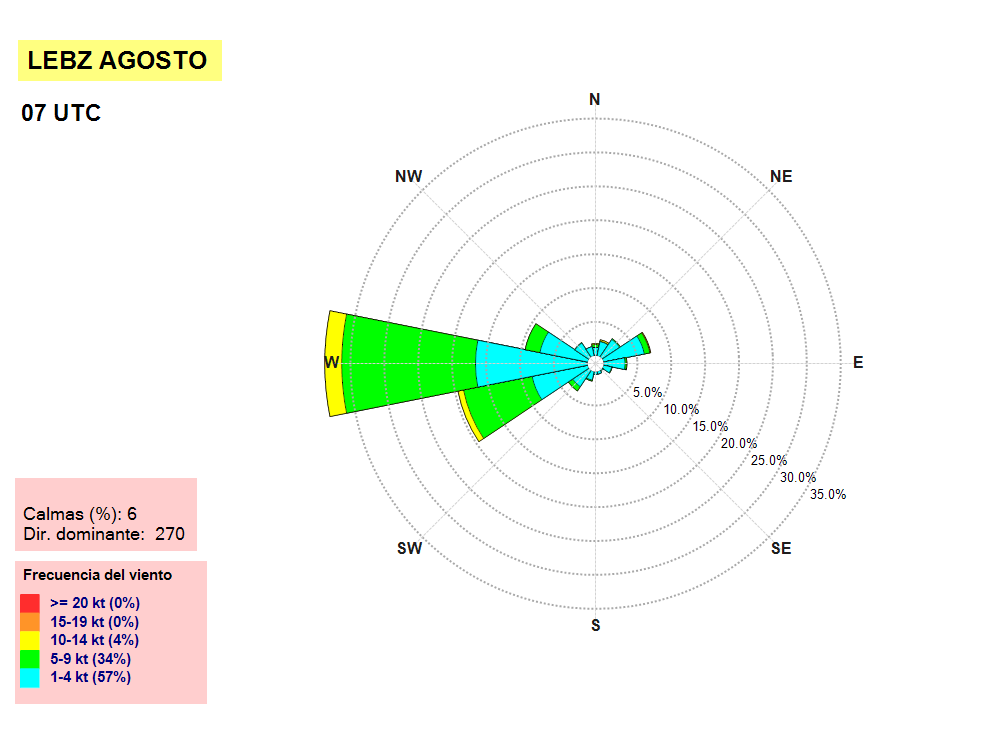 LEBZ AGOSTO
07 UTC
N
NW
NE
W
E
5.0%
10.0%
15.0%
20.0%
25.0%
30.0%
35.0%
SW
SE
S
Calmas (%): 6
Dir. dominante: 270
Frecuencia del viento
>= 20 kt (0%)
15-19 kt (0%)
10-14 kt (4%)
5-9 kt (34%)
1-4 kt (57%)